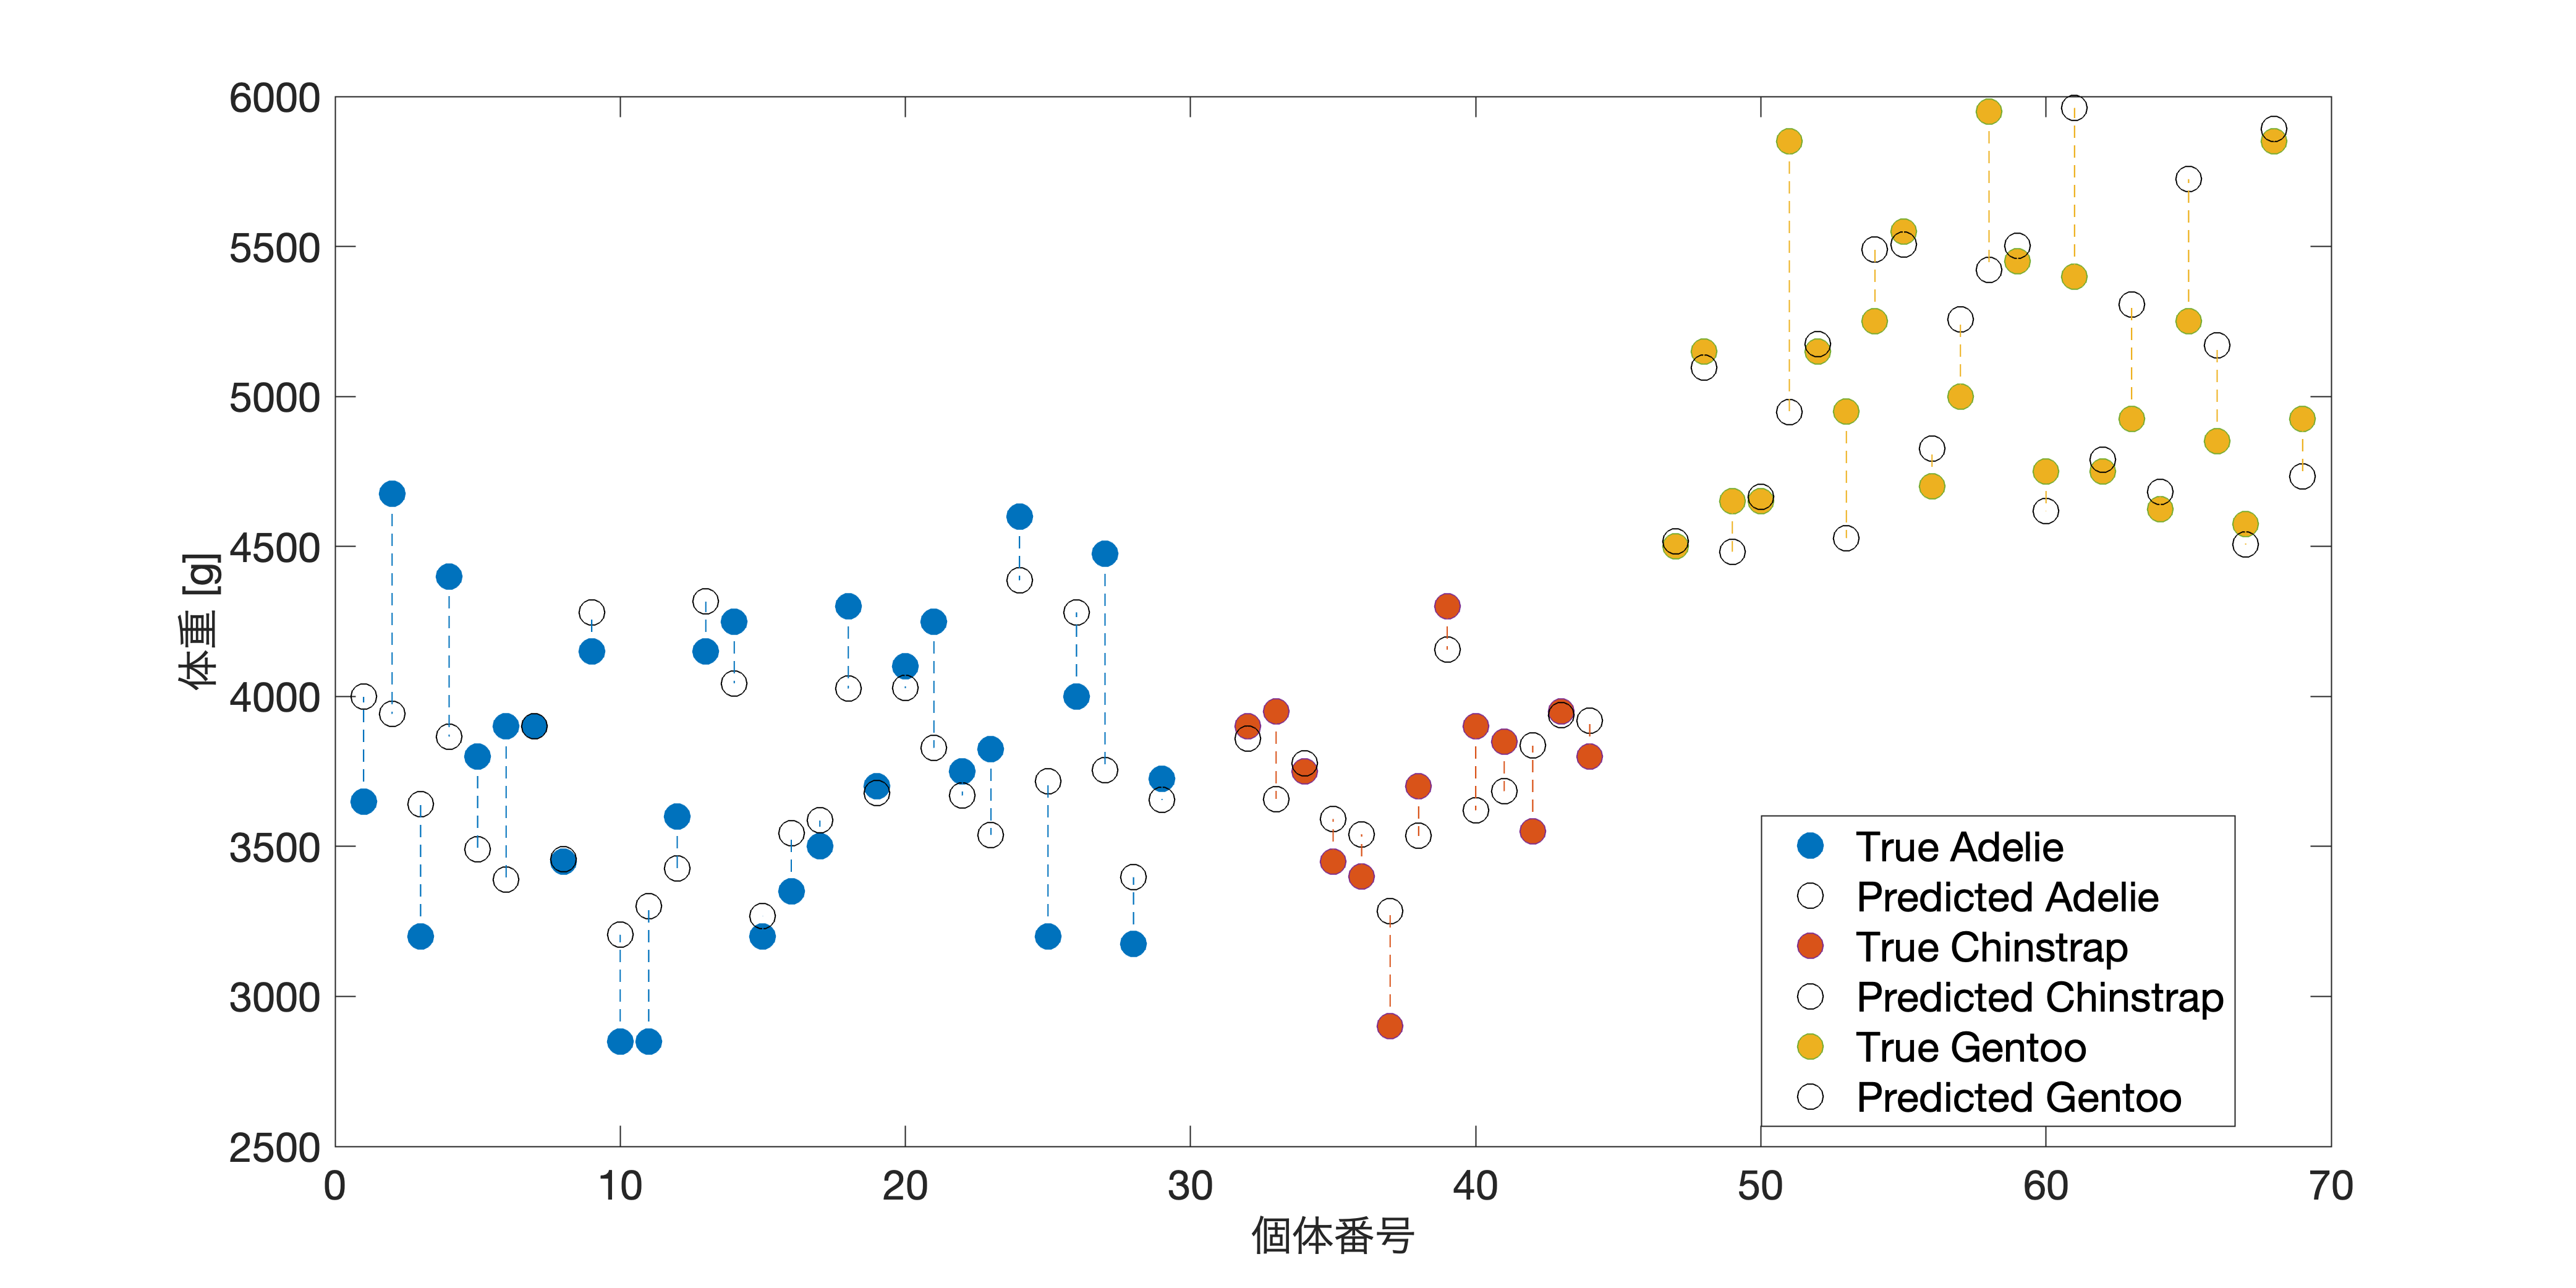 6000
5500
5000
4500
4000
3500
3000
2500
体重 [g]
0 10 20 30 40 50 60 70
個体番号
True Adelie
Predicted Adelie
True Chinstrap
Predicted Chinstrap
True Gentoo
Predicted Gentoo